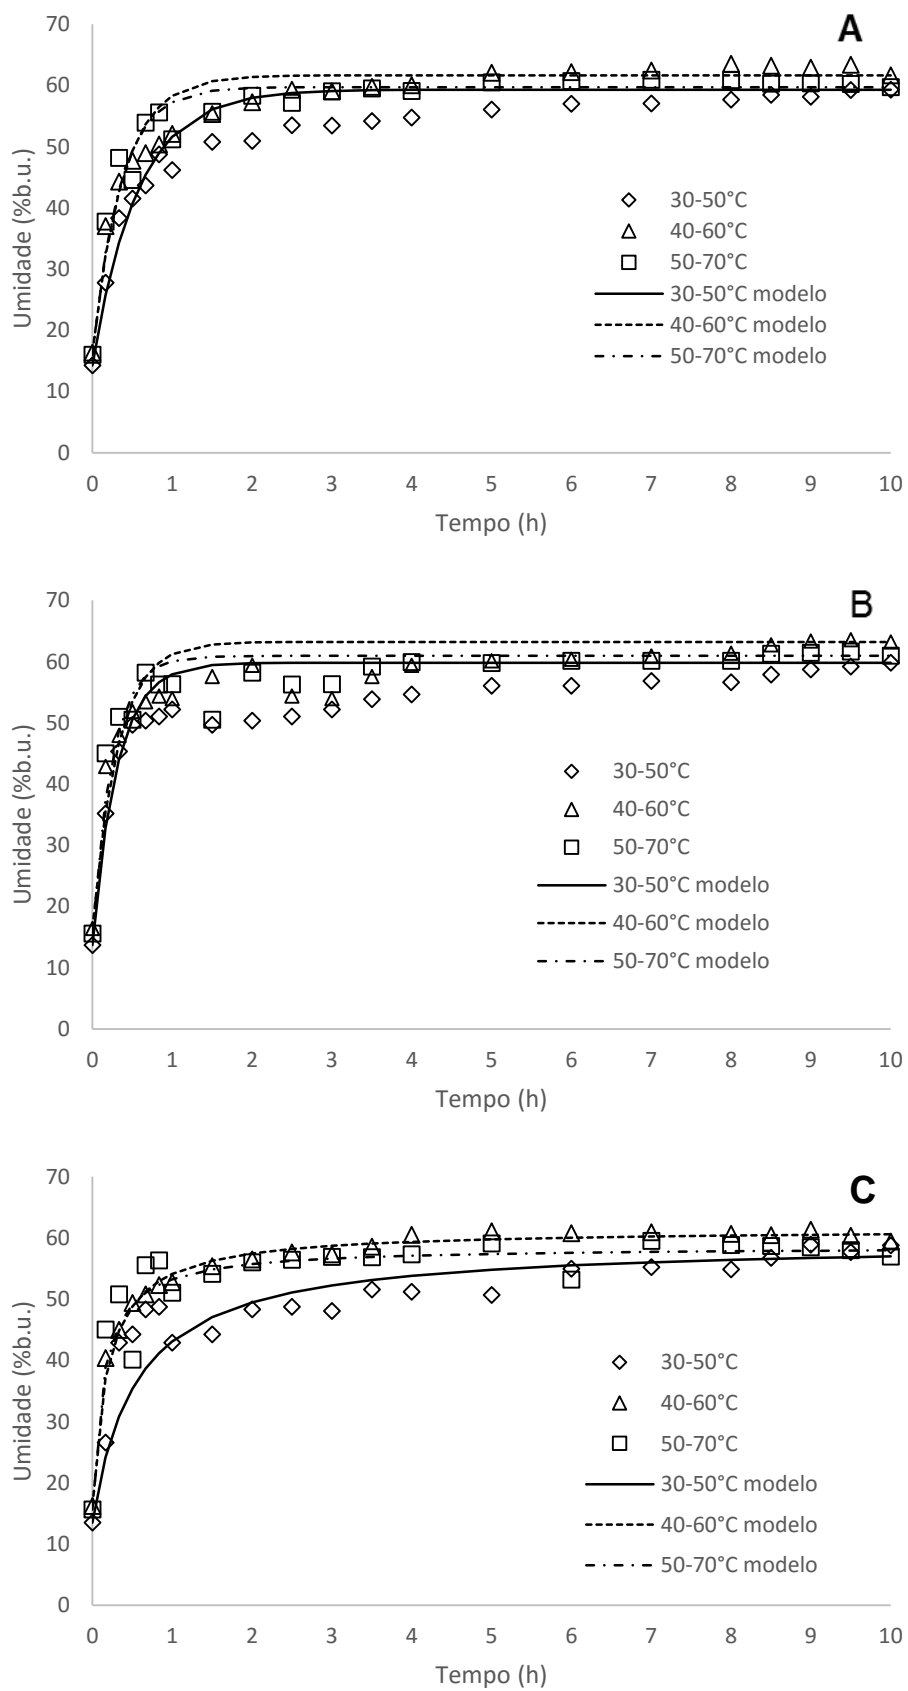 A
70
60
50
40
30
20
10
0
Umidade (%b.u.)
30-50°C
40-60°C
50-70°C
30-50°C modelo
40-60°C modelo
50-70°C modelo
0 1 2 3 4 5 6 7 8 9 10
Tempo (h)
B
70
60
50
40
30
20
10
0
Umidade (%b.u.)
30-50°C
40-60°C
50-70°C
30-50°C modelo
40-60°C modelo
50-70°C modelo
0 1 2 3 4 5 6 7 8 9 10
Tempo (h)
C
70
60
50
40
30
20
10
0
Umidade (%b.u.)
30-50°C
40-60°C
50-70°C
30-50°C modelo
40-60°C modelo
50-70°C modelo
0 1 2 3 4 5 6 7 8 9 10
Tempo (h)